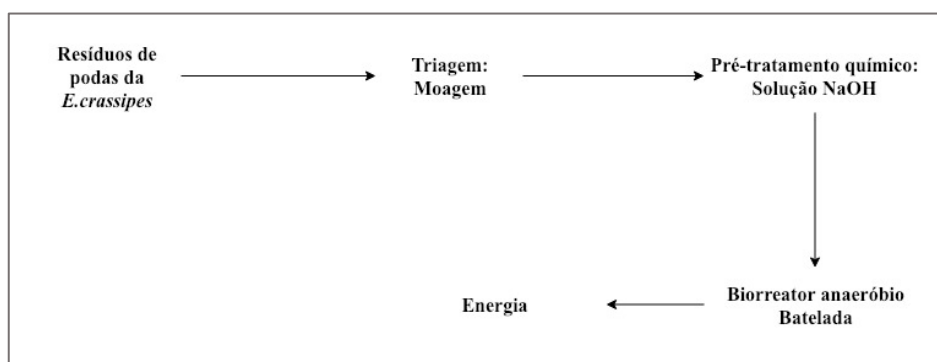 Resíduos de
podas da
E.crassipes
Triagem:
Moagem
Pré-tratamento químico:
Solução NaOH
Biorreator anaeróbio
Batelada
Energia